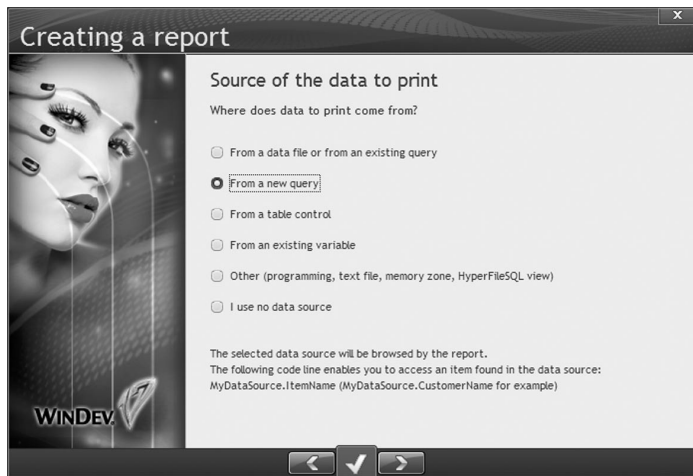 x
Creating a report
Source of the data to print
Where does data to print come from?
From a data file or from an existing query
From a new query
From a table control
From an existing variable
Other (programming, text file, memory zone, HyperFileSQL view)
I use no data source
The selected data source will be browsed by the report.
The following code line enables you to access an item found in the data source:
MyDataSource.ItemName (MyDataSource.CustomerName for example)
WINDEV. 17